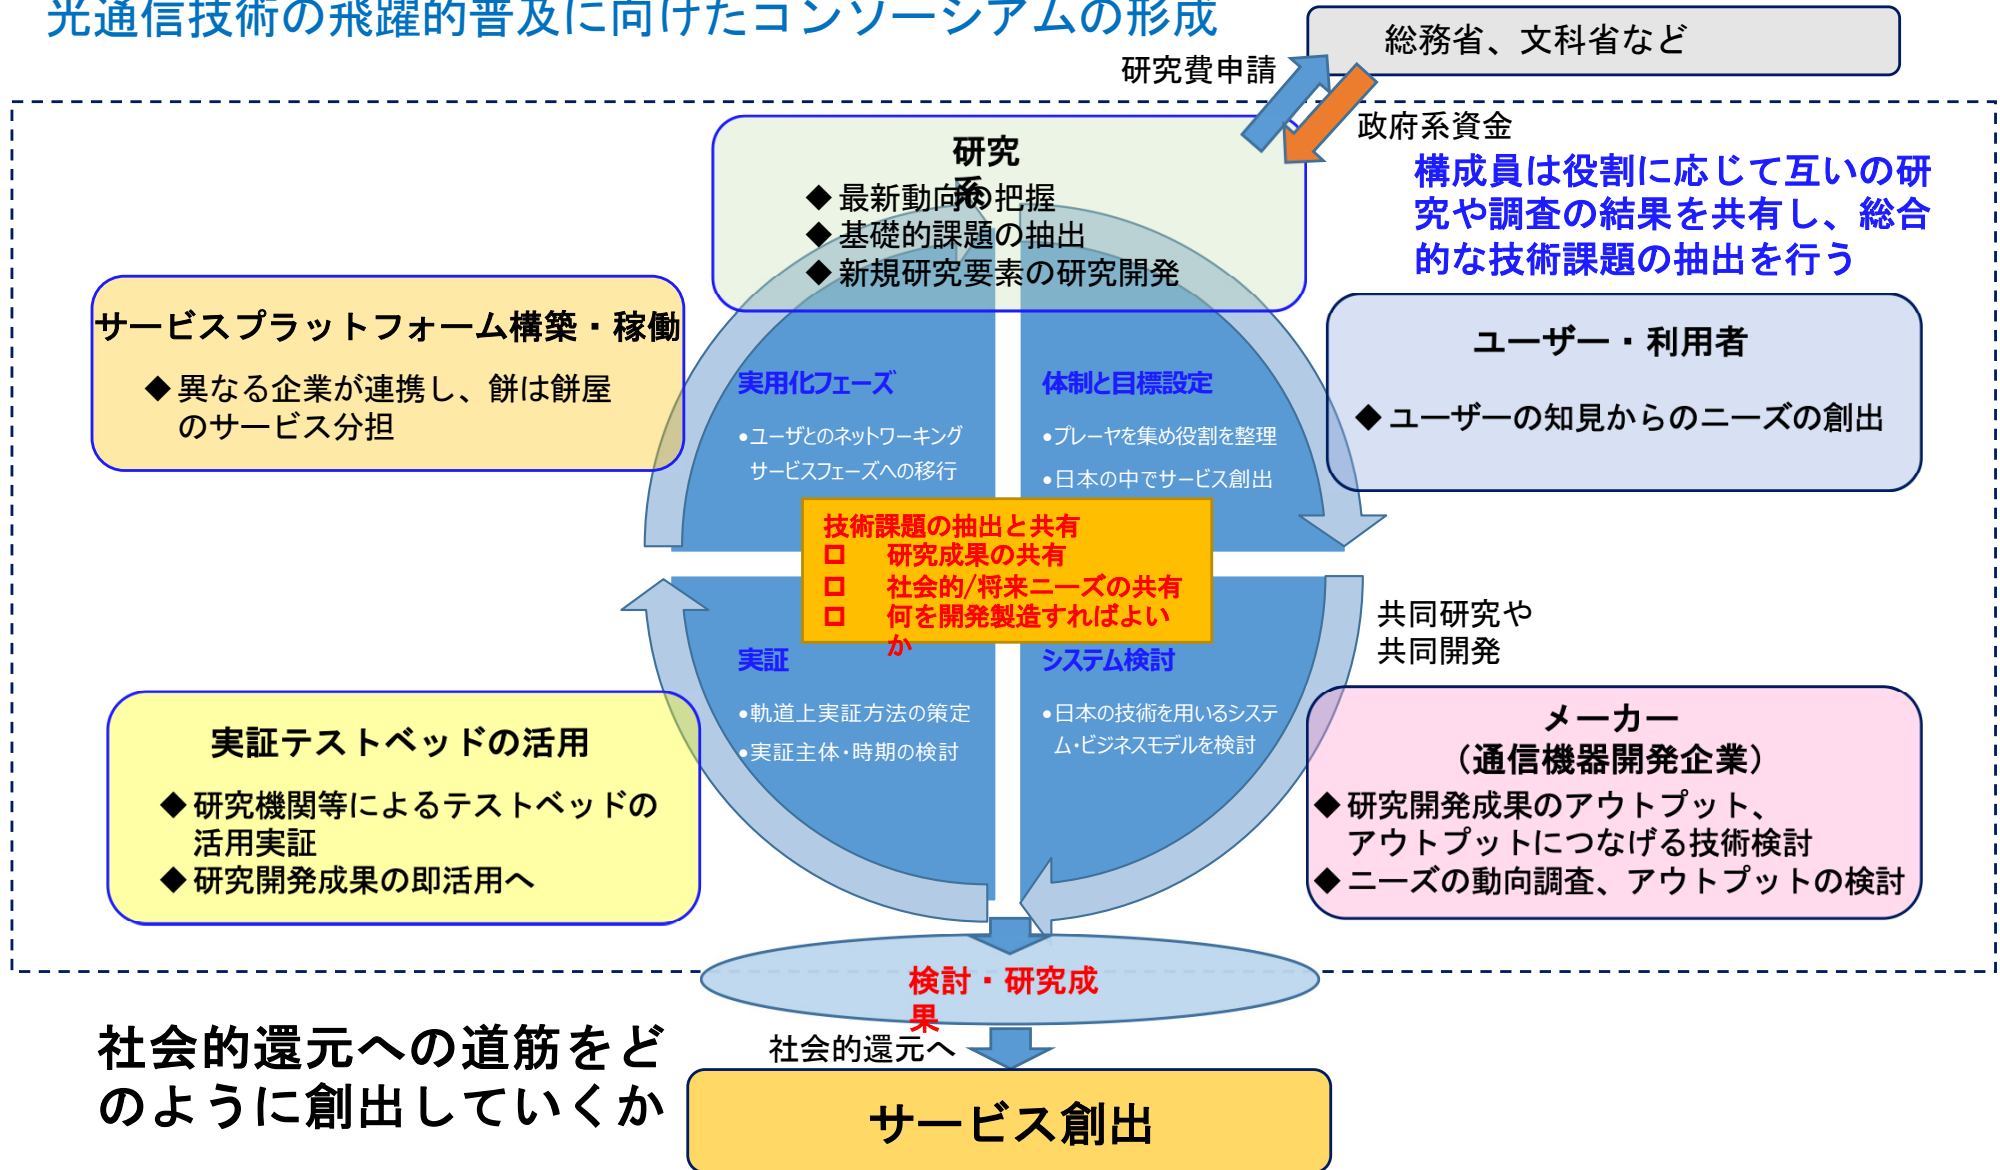 光通信技術の飛躍的普及に向けたコンソーシアムの形成
総務省、文科省など
研究費申請
政府系資金
研究
系
◆最新動向の把握
◆基礎的課題の抽出
◆新規研究要素の研究開発
構成員は役割に応じて互いの研
究や調査の結果を共有し、総合
的な技術課題の抽出を行う
サービスプラットフォーム構築・稼働
◆異なる企業が連携し、餅は餅屋
のサービス分担
ユーザー・利用者
◆ユーザーの知見からのニーズの創出
実用化フェーズ
•ユーザとのネットワーキング
サービスフェーズへの移行
体制と目標設定
•プレーヤを集め役割を整理
•日本の中でサービス創出
技術課題の抽出と共有
□ 研究成果の共有
□ 社会的/将来ニーズの共有
□ 何を開発製造すればよい
か
実証
•軌道上実証方法の策定
•実証主体・時期の検討
システム検討
•日本の技術を用いるシステ
ム・ビジネスモデルを検討
共同研究や
共同開発
実証テストベッドの活用
◆研究機関等によるテストベッドの
活用実証
◆研究開発成果の即活用へ
メーカー
（通信機器開発企業）
◆研究開発成果のアウトプット、
アウトプットにつなげる技術検討
◆ニーズの動向調査、アウトプットの検討
検討・研究成
果
社会的還元への道筋をど
のように創出していくか
社会的還元へ
サービス創出